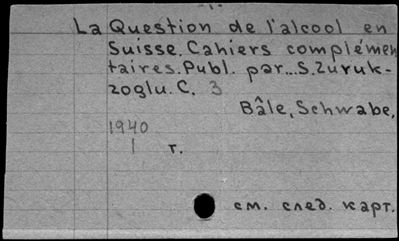 La Question de l'alcool en
Suisse. Cahiers complémen
taires. Publ. par...S.Zuruk-
zoglu. C. 3
Bâle, Schwabe,
1940
1 т.
см. след. карт.